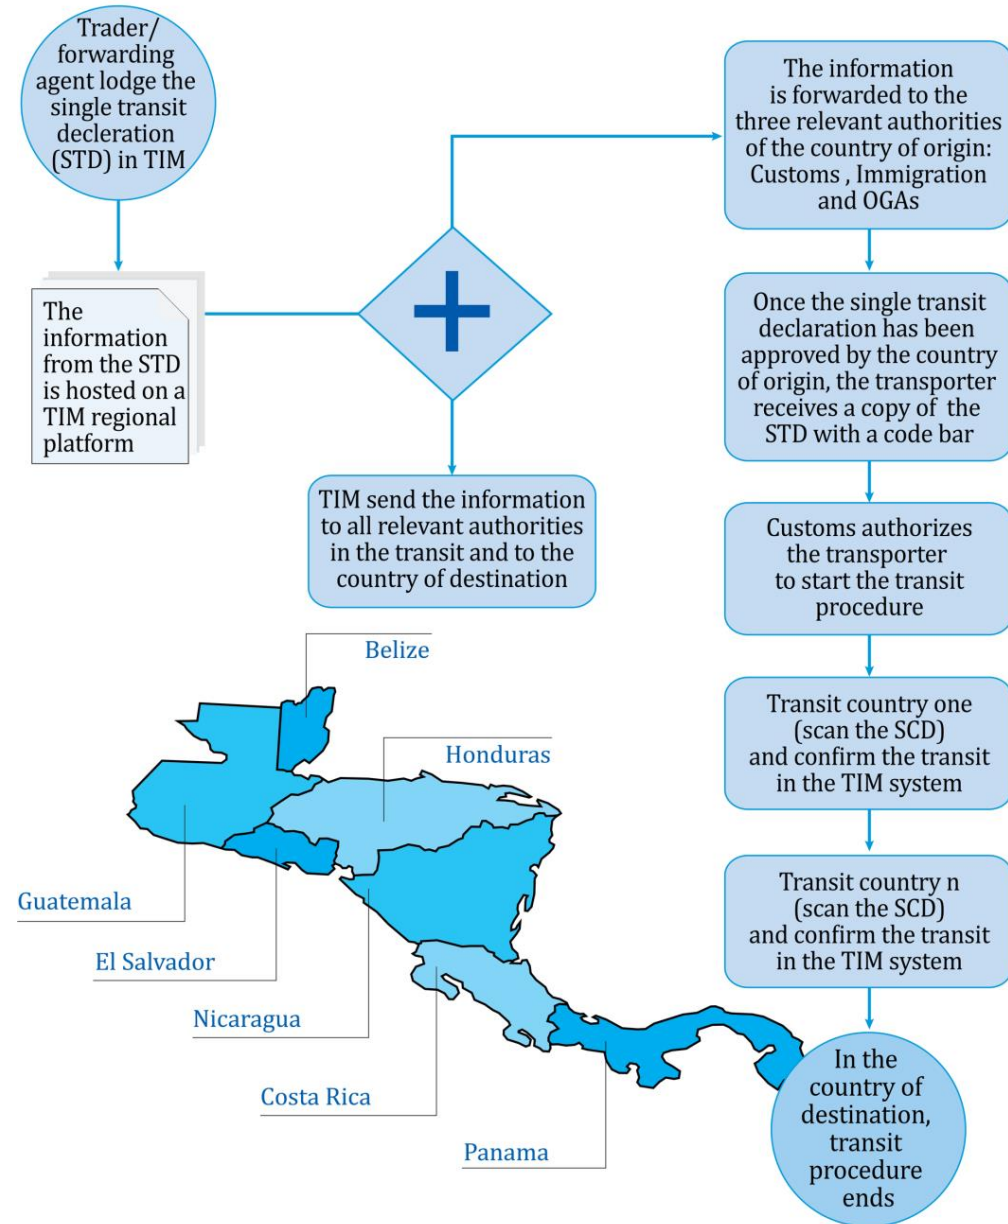 Trader/
forwarding
agent lodge the
single transit
decleration
(STD) in TIM
The
information
from the STD
is hosted on a
TIM regional
platform
TIM send the information
to all relevant authorities
in the transit and to the
country of destination
The information
is forwarded to the
three relevant authorities
of the country of origin:
Customs , Immigration
and OGAs
Once the single transit
declaration has been
approved by the country
of origin, the transporter
receives a copy of the
STD with a code bar
Customs authorizes
the transporter
to start the transit
procedure
Transit country one
(scan the SCD)
and confirm the transit
in the TIM system
Transit country n
(scan the SCD)
and confirm the transit
in the TIM system
In the
country of
destination,
transit
procedure
ends
Belize
Honduras
Guatemala
El Salvador
Nicaragua
Costa Rica
Panama